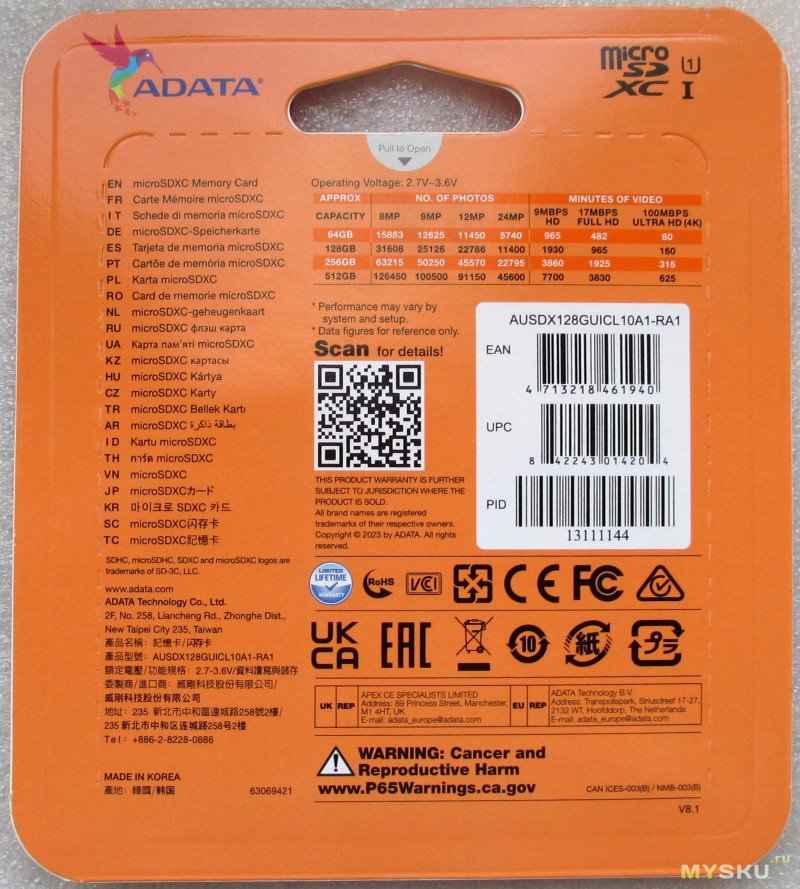 ADATA®
micro SD XC U1 I
Pull to Open
EN microSDXC Memory Card
FR Carte Mémoire microSDXC
IT Schede di memoria microSDXC
DE microSDXC-Speicherkarte
ES Tarjeta de memoria microSDXC
PT Cartõe de memória microSDXC
PL Karta microSDXC
RO Card de memorie microSDXC
NL microSDXC-geheugenkaart
RU microSDXC флэш карта
UA Карта пам'яті microSDXC
KZ microSDXC картасы
HU microSDXC Kártya
CZ microSDXC Karty
TR microSDXC Bellek Kartı
AR microSDXC بطاقة ذاكرة
ID Kartu microSDXC
TH การ์ด microSDXC
VN microSDXC
JP microSDXCカード
KR 마이크로 SDXC 카드
SC microSDXC闪存卡
TC microSDXC記憶卡
SDHC, microSDHC, SDXC and microSDXC logos are
trademarks of SD-3C, LLC.
www.adata.com
ADATA Technology Co., Ltd.
2F, No. 258, Liancheng Rd., Zhonghe Dist.,
New Taipei City 235, Taiwan
產品名稱: 記憶卡/闪存卡
產品型號: AUSDX128GUICL10A1-RA1
額定電壓/功能規格: 2.7-3.6V/資料讀寫與儲存
委製商/進口商: 威剛科技股份有限公司/
威刚科技股份有限公司
地址: 235 新北市中和區連城路258號2樓/
235 新北市中和区连城路258号2楼
Tel: +886-2-8228-0886
MADE IN KOREA
產地: 韓國/韩国
63069421
Operating Voltage: 2.7V~3.6V
APPROX NO. OF PHOTOS MINUTES OF VIDEO
CAPACITY 8MP 9MP 12MP 24MP 9MBPS HD 17MBPS FULL HD 100MBPS ULTRA HD (4K)
64GB 15883 12625 11450 5740 965 482 80
128GB 31608 25126 22786 11400 1930 965 160
256GB 63215 50250 45570 22795 3860 1925 315
512GB 126450 100500 91150 45600 7700 3830 625
* Performance may vary by
system and setup.
* Data figures for reference only.
Scan for details!
THIS PRODUCT WARRANTY IS FURTHER
SUBJECT TO JURISDICTION WHERE THE
PRODUCT IS SOLD.
All brand names are registered
trademarks of their respective owners.
Copyright © 2023 by ADATA. All rights
reserved.
AUSDX128GUICL10A1-RA1
EAN
4 713218 461940
UPC
8 42243 01420 4
PID
13111144
LIMITED LIFETIME WARRANTY
RoHS
VCI
CE FC
UK CA
EAC
10
紙
プラ
UK REP
APEX CE SPECIALISTS LIMITED
Address: 89 Princess Street, Manchester,
M1 4HT, UK
E-mail: adata_europe@adata.com
EU REP
ADATA Technology B.V.
Address: Transpolispark, Siriusdreef 17-27,
2132 WT, Hoofddorp, The Netherlands
E-mail: adata_europe@adata.com
WARNING: Cancer and
Reproductive Harm
www.P65Warnings.ca.gov
CAN ICES-003(B) / NMB-003(B)
V8.1
MYSKU.ru